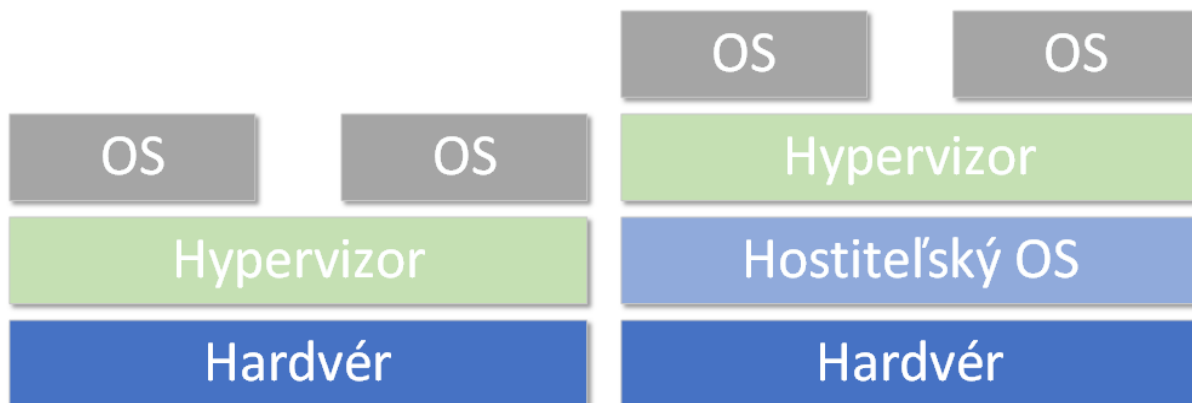 OS
OS
Hypervizor
Hardvér
OS
OS
Hypervizor
Hostiteľský OS
Hardvér